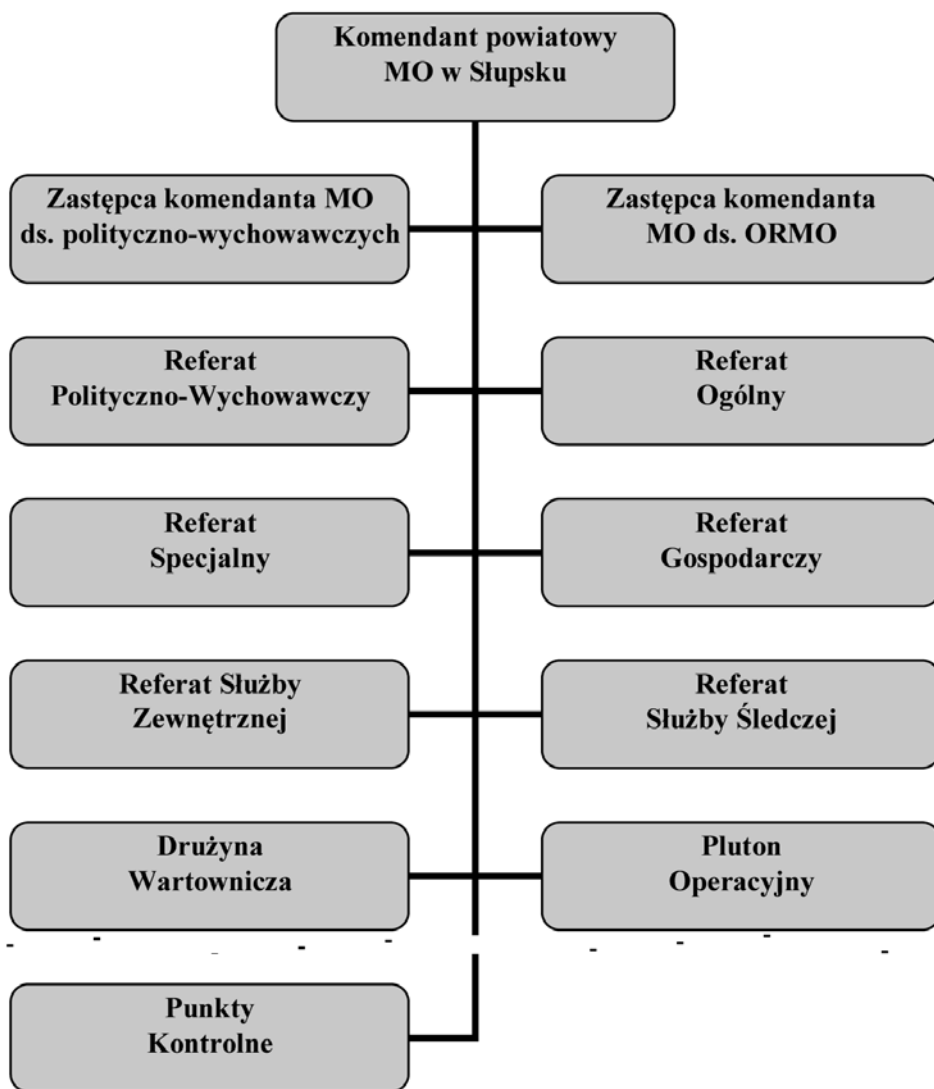 Komendant powiatowy
MO w Słupsku
Zastępca komendanta MO
ds. polityczno-wychowawczych
Zastępca komendanta
MO ds. ORMO
Referat
Polityczno-Wychowawczy
Referat
Ogólny
Referat
Specjalny
Referat
Gospodarczy
Referat Służby
Zewnętrznej
Referat
Służby Śledczej
Drużyna
Wartownicza
Pluton
Operacyjny
Punkty
Kontrolne